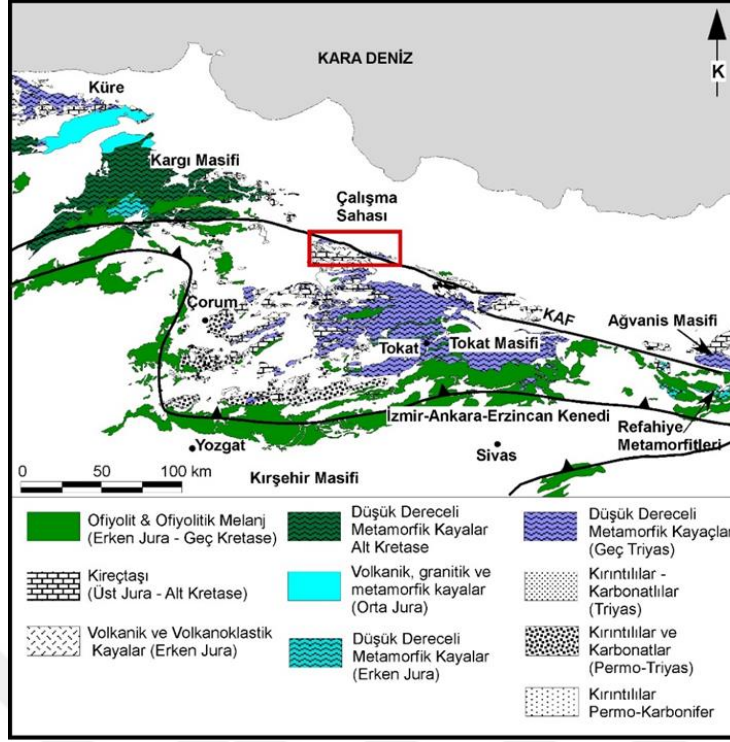 KARA DENİZ
K
Küre
Kargı Masifi
Çalışma
Sahası
Çorum
KAF
Ağvanis Masifi
Tokat
Tokat Masifi
İzmir-Ankara-Erzincan Kenedi
Refahiye
Metamorfitleri
Yozgat
Sivas
Kırşehir Masifi
0 50 100 km
Ofiyolit & Ofiyolitik Melanj
(Erken Jura - Geç Kretase)
Kireçtaşı
(Üst Jura - Alt Kretase)
Volkanik ve Volkanoklastik
Kayalar (Erken Jura)
Düşük Dereceli
Metamorfik Kayalar
Alt Kretase
Volkanik, granitik ve
metamorfik kayalar
(Orta Jura)
Düşük Dereceli
Metamorfik Kayalar
(Erken Jura)
Düşük Dereceli
Metamorfik Kayaçlar
(Geç Triyas)
Kırıntılılar -
Karbonatlılar
(Triyas)
Kırıntılılar ve
Karbonatlar
(Permo-Triyas)
Kırıntılılar
Permo-Karbonifer